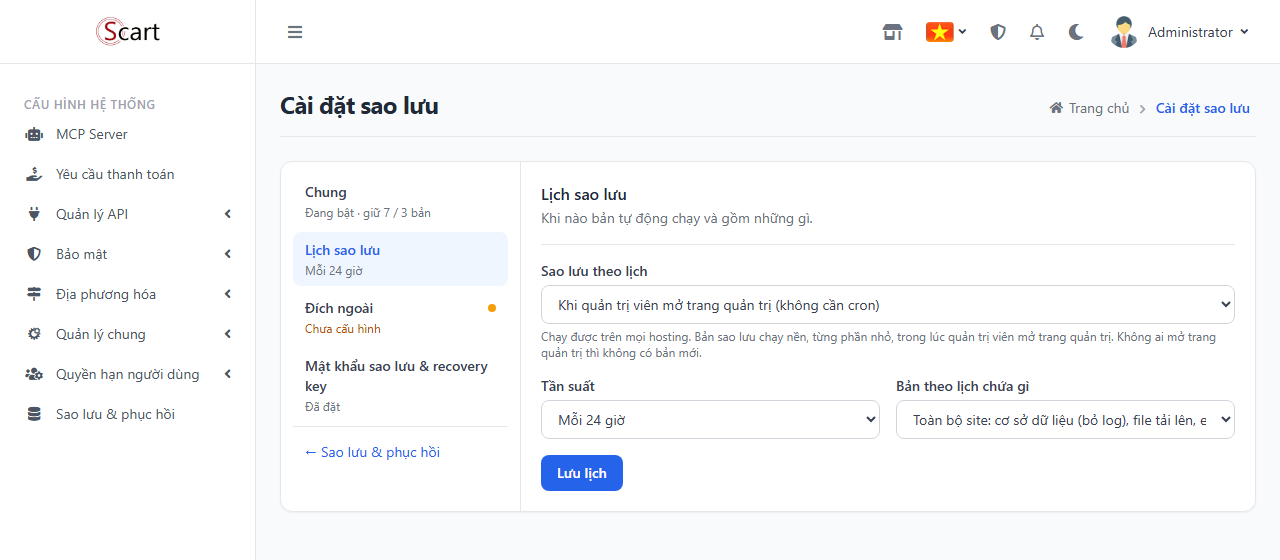 Scart
Administrator
CẤU HÌNH HỆ THỐNG
MCP Server
Yêu cầu thanh toán
Quản lý API
Bảo mật
Địa phương hóa
Quản lý chung
Quyền hạn người dùng
Sao lưu & phục hồi
Cài đặt sao lưu
Trang chủ
Cài đặt sao lưu
Chung
Đang bật · giữ 7 / 3 bản
Lịch sao lưu
Mỗi 24 giờ
Đích ngoài
Chưa cấu hình
Mật khẩu sao lưu & recovery
key
Đã đặt
← Sao lưu & phục hồi
Lịch sao lưu
Khi nào bản tự động chạy và gồm những gì.
Sao lưu theo lịch
Khi quản trị viên mở trang quản trị (không cần cron)
Chạy được trên mọi hosting. Bản sao lưu chạy nền, từng phần nhỏ, trong lúc quản trị viên mở trang quản trị. Không ai mở trang
quản trị thì không có bản mới.
Tần suất
Mỗi 24 giờ
Bản theo lịch chứa gì
Toàn bộ site: cơ sở dữ liệu (bỏ log), file tải lên, e
Lưu lịch